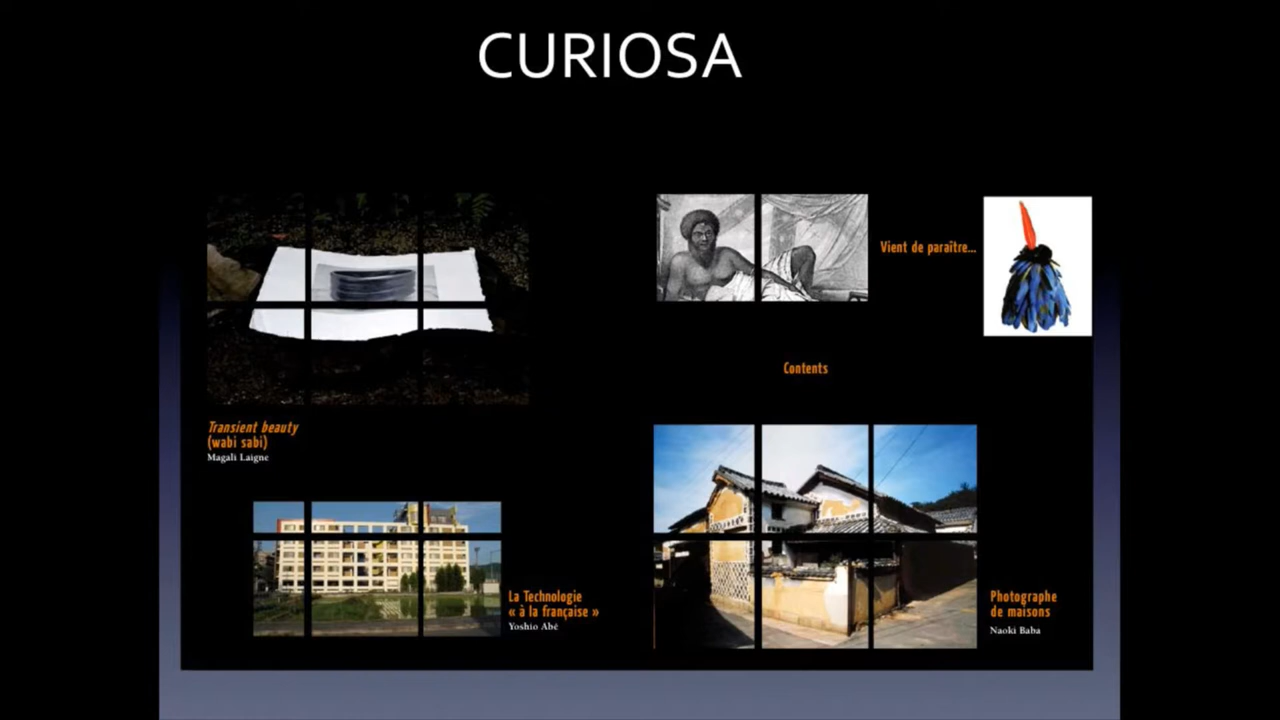 CURIOSA
Vient de paraître...
Contents
Transient beauty
(wabi sabi)
Magali Laigne
La Technologie
« à la française »
Yoshio Abé
Photographe
de maisons
Naoki Baba